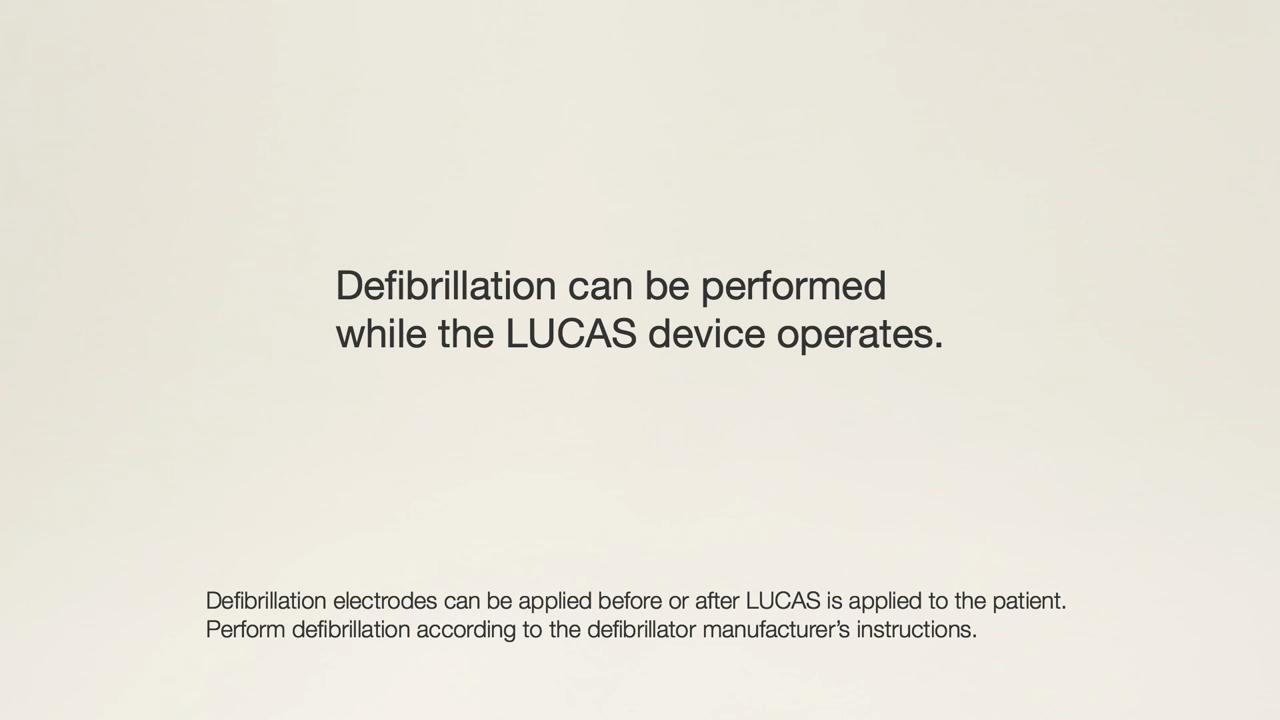 Defibrillation can be performed
while the LUCAS device operates.
Defibrillation electrodes can be applied before or after LUCAS is applied to the patient.
Perform defibrillation according to the defibrillator manufacturer’s instructions.